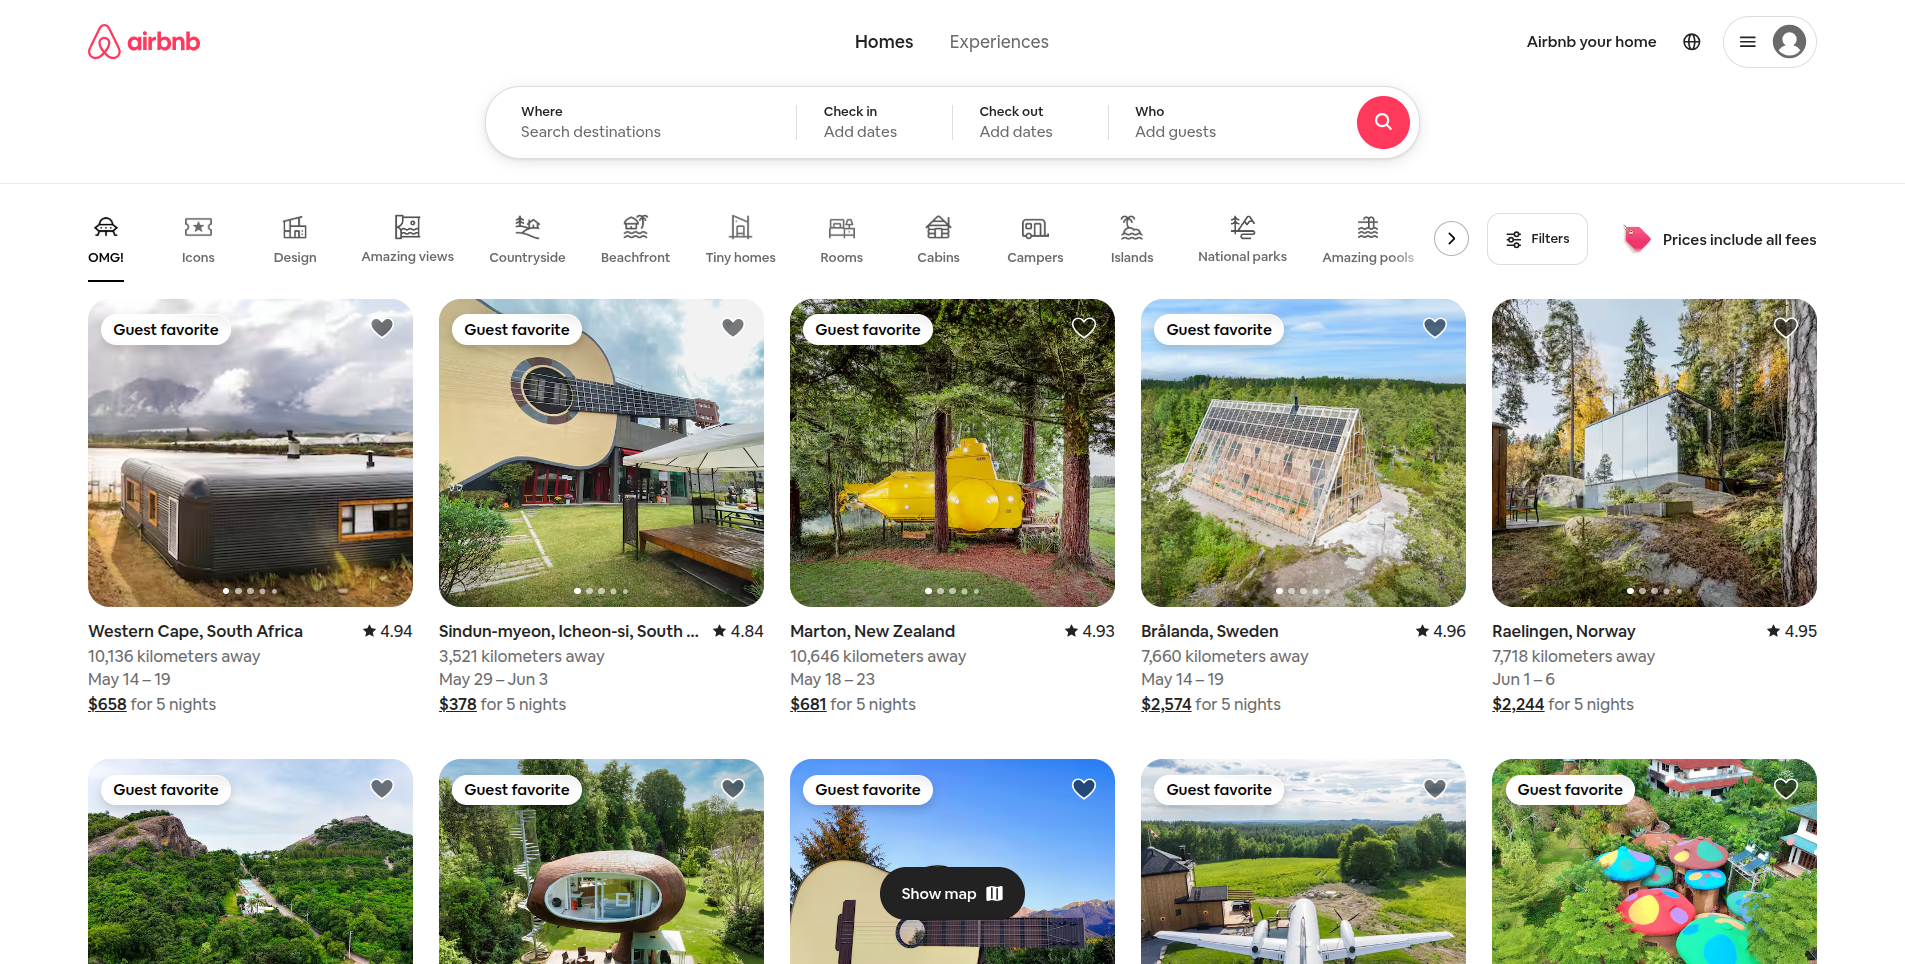 airbnb
Homes
Experiences
Airbnb your home
Where
Search destinations
Check in
Add dates
Check out
Add dates
Who
Add guests
OMG!
Icons
Design
Amazing views
Countryside
Beachfront
Tiny homes
Rooms
Cabins
Campers
Islands
National parks
Amazing pools
Filters
Prices include all fees
Guest favorite
Guest favorite
Guest favorite
Guest favorite
Western Cape, South Africa
4.94
10,136 kilometers away
May 14 – 19
$658 for 5 nights
Sindun-myeon, Icheon-si, South ...
4.84
3,521 kilometers away
May 29 – Jun 3
$378 for 5 nights
Marton, New Zealand
4.93
10,646 kilometers away
May 18 – 23
$681 for 5 nights
Brålanda, Sweden
4.96
7,660 kilometers away
May 14 – 19
$2,574 for 5 nights
Raelingen, Norway
4.95
7,718 kilometers away
Jun 1 – 6
$2,244 for 5 nights
Guest favorite
Guest favorite
Guest favorite
Guest favorite
Guest favorite
Show map